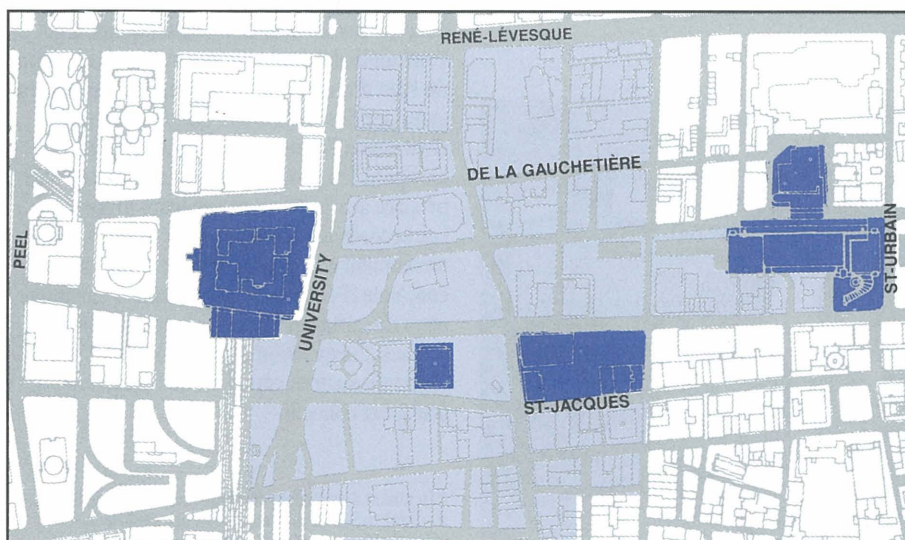 RENÉ-LÉVESQUE
DE LA GAUCHETIÈRE
PEEL
UNIVERSITY
ST-URBAIN
ST-JACQUES